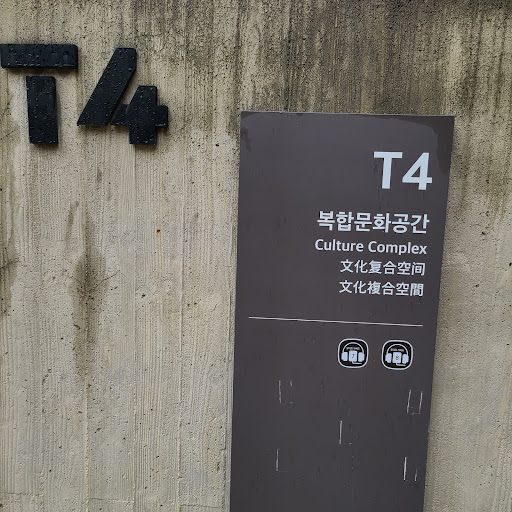 T4
T4
복합문화공간
Culture Complex
文化复合空间
文化複合空間